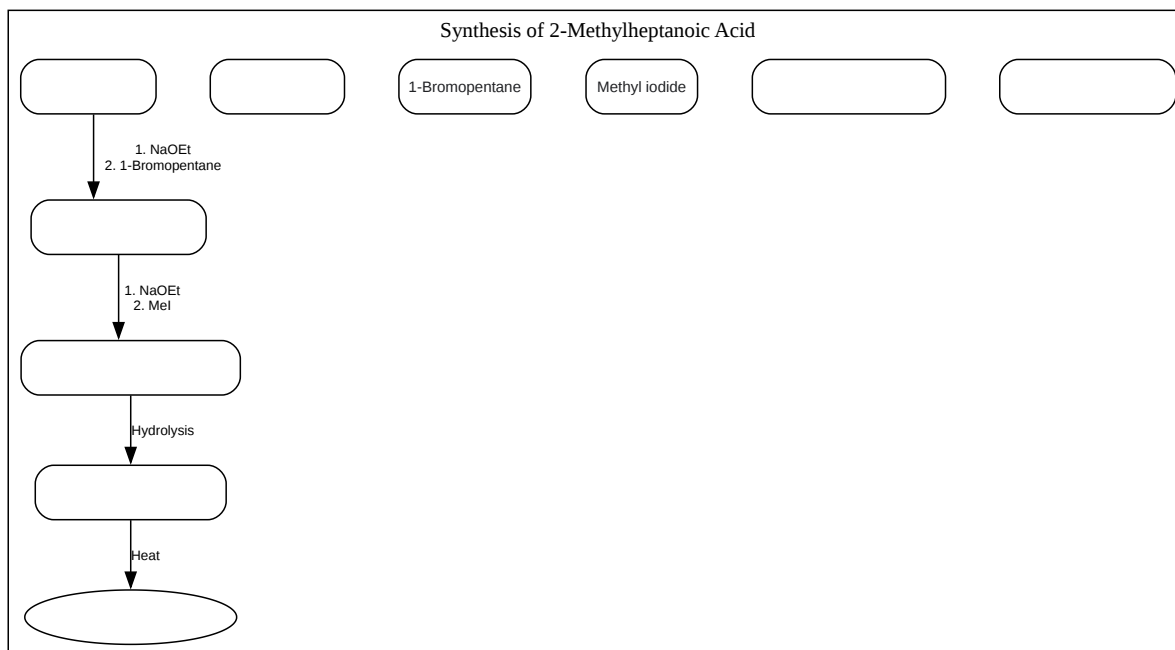 Synthesis of 2-Methylheptanoic Acid
1-Bromopentane
Methyl iodide
1. NaOEt
2. 1-Bromopentane
1. NaOEt
2. MeI
Hydrolysis
Heat